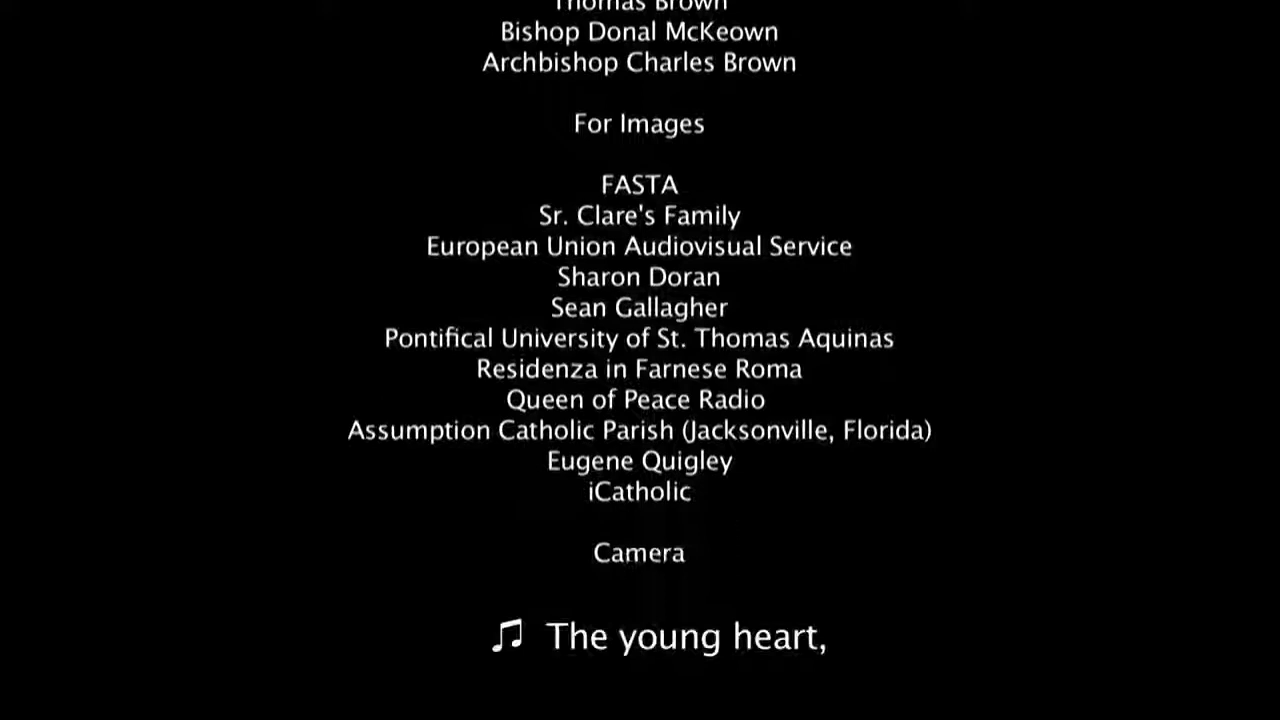 Thomas Brown
Bishop Donal McKeown
Archbishop Charles Brown
For Images
FASTA
Sr. Clare's Family
European Union Audiovisual Service
Sharon Doran
Sean Gallagher
Pontifical University of St. Thomas Aquinas
Residenza in Farnese Roma
Queen of Peace Radio
Assumption Catholic Parish (Jacksonville, Florida)
Eugene Quigley
iCatholic
Camera
♫ The young heart,